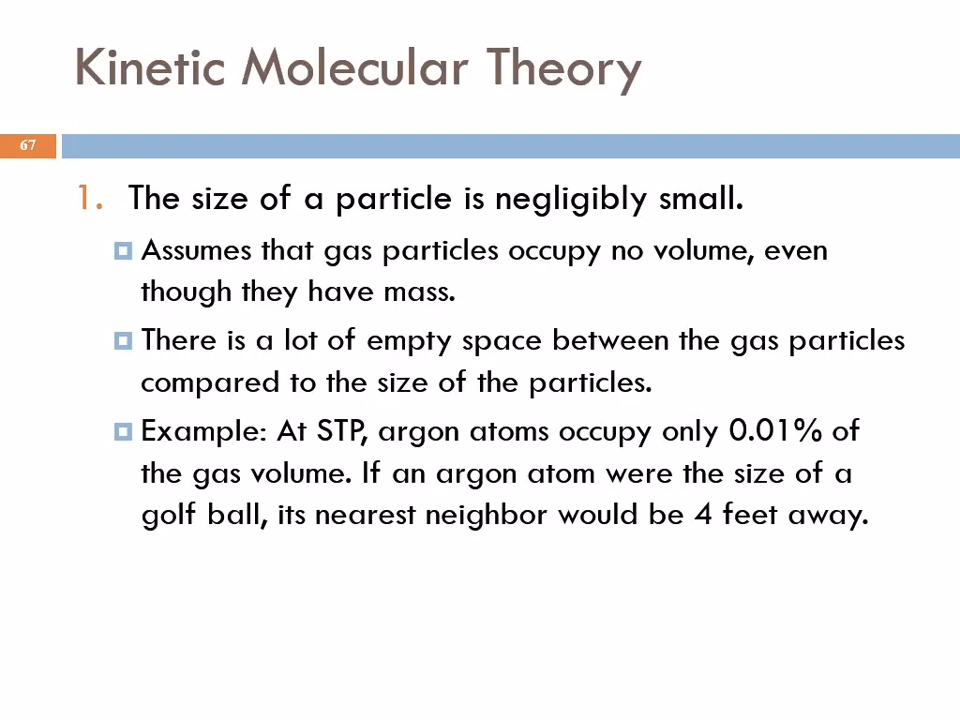 Kinetic Molecular Theory
67
1. The size of a particle is negligibly small.
Assumes that gas particles occupy no volume, even
though they have mass.
There is a lot of empty space between the gas particles
compared to the size of the particles.
Example: At STP, argon atoms occupy only 0.01% of
the gas volume. If an argon atom were the size of a
golf ball, its nearest neighbor would be 4 feet away.